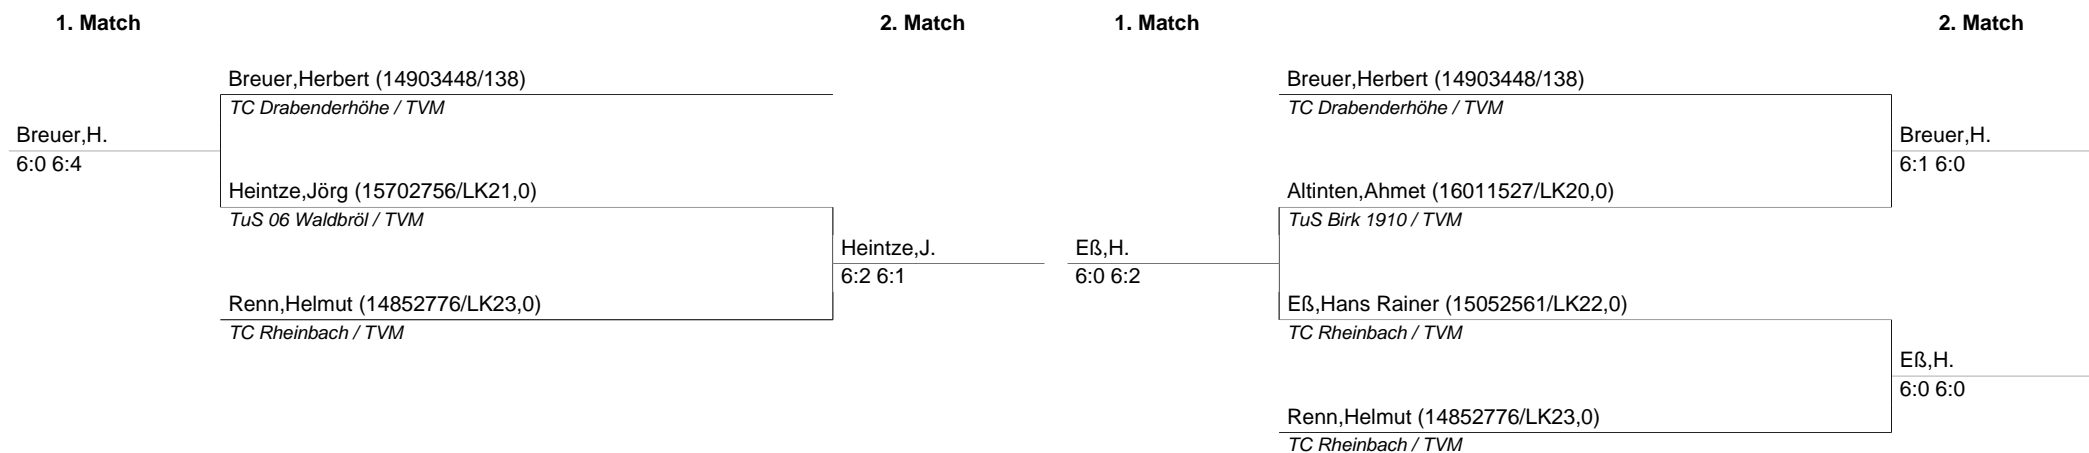 1. Match
2. Match
1. Match
2. Match
Breuer,Herbert (14903448/138)
TC Drabenderhöhe / TVM
Breuer,H.
6:0 6:4
Heintze,Jörg (15702756/LK21,0)
TuS 06 Waldbröl / TVM
Heintze,J.
6:2 6:1
Renn,Helmut (14852776/LK23,0)
TC Rheinbach / TVM
Breuer,Herbert (14903448/138)
TC Drabenderhöhe / TVM
Breuer,H.
6:1 6:0
Altinten,Ahmet (16011527/LK20,0)
TuS Birk 1910 / TVM
Eß,H.
6:0 6:2
Eß,Hans Rainer (15052561/LK22,0)
TC Rheinbach / TVM
Eß,H.
6:0 6:0
Renn,Helmut (14852776/LK23,0)
TC Rheinbach / TVM